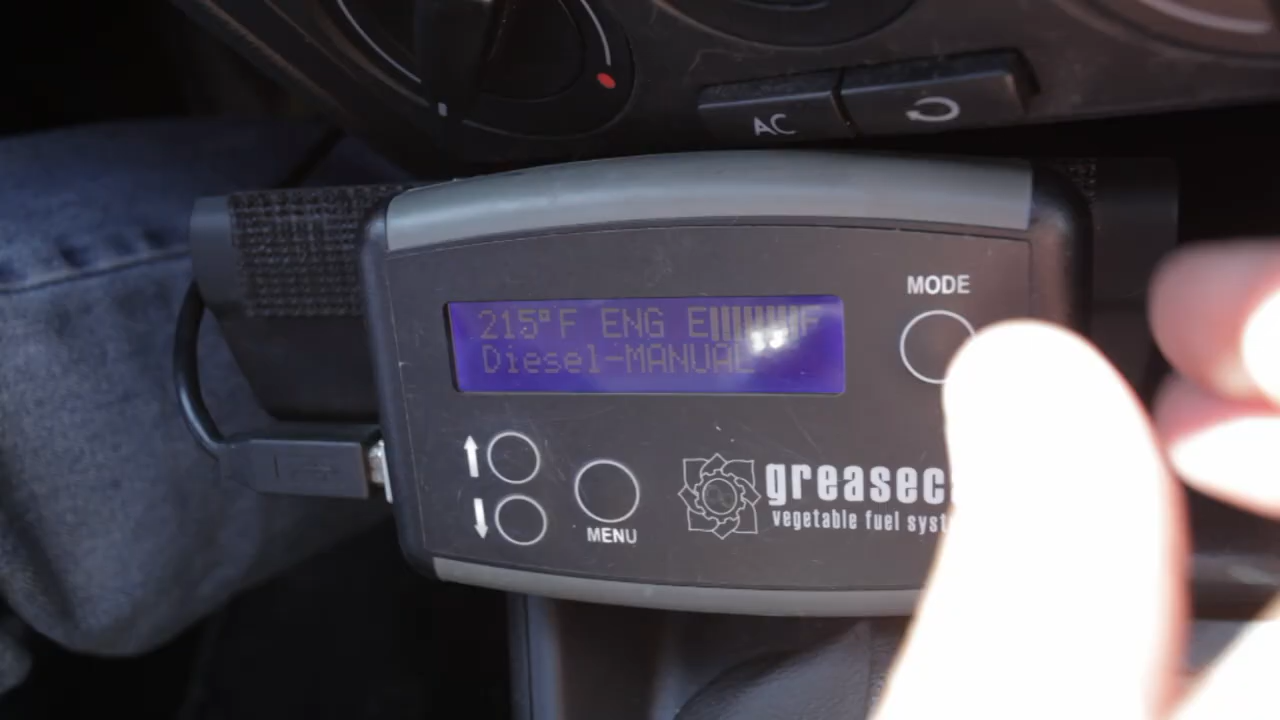 AC
MODE
215°F ENG E||||||||F
Diesel-MANUAL
MENU
greasec
vegetable fuel syst